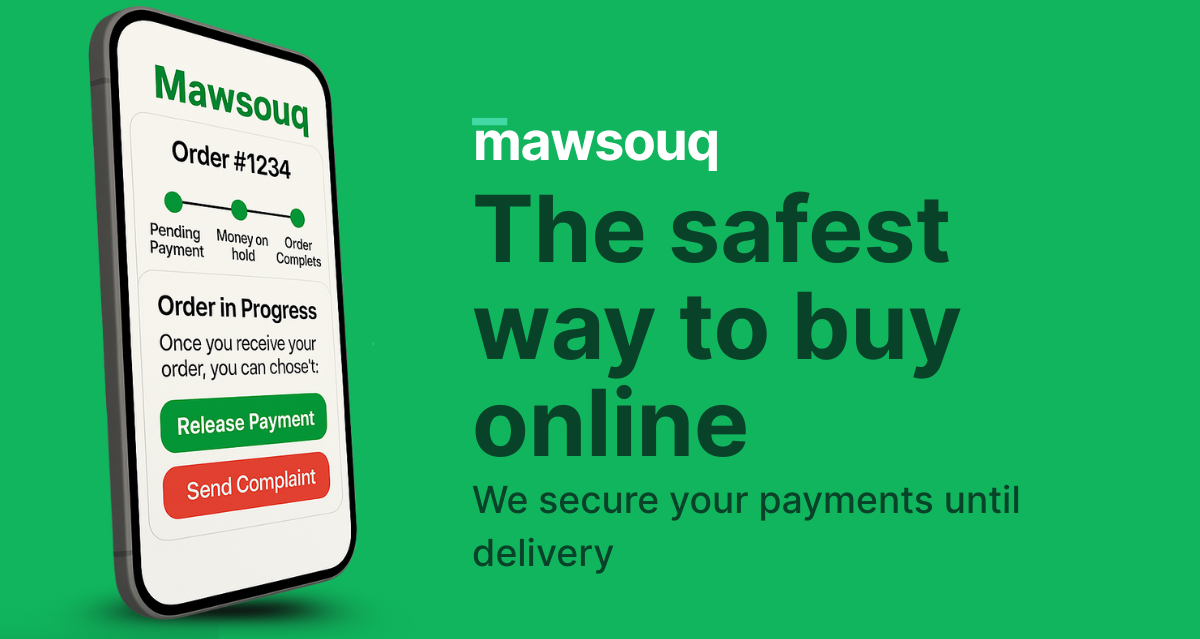 Mawsouq
Order #1234
Pending
Payment
Money on
hold
Order
Complets
Order in Progress
Once you receive your
order, you can chose't:
Release Payment
Send Complaint
mawsouq
The safest
way to buy
online
We secure your payments until
delivery